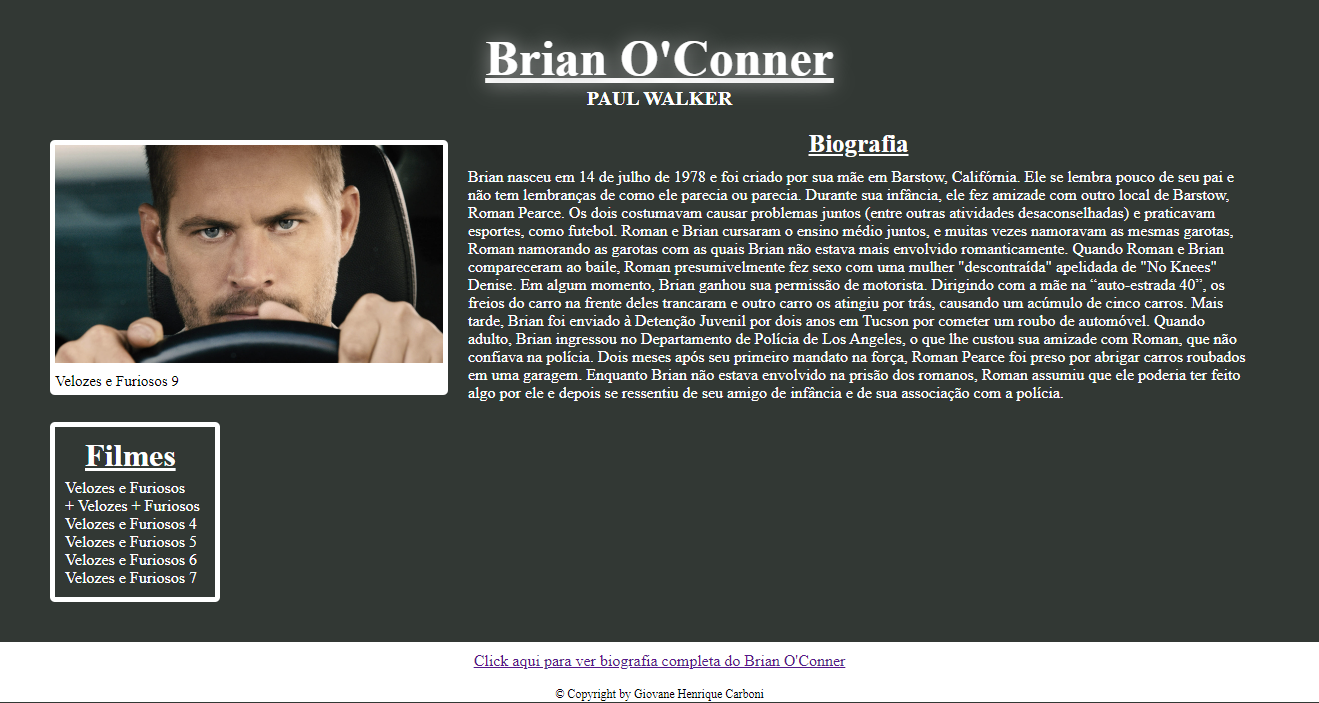 Brian O'Conner
PAUL WALKER
Velozes e Furiosos 9
Biografia
Brian nasceu em 14 de julho de 1978 e foi criado por sua mãe em Barstow, Califórnia. Ele se lembra pouco de seu pai e
não tem lembranças de como ele parecia ou parecia. Durante sua infância, ele fez amizade com outro local de Barstow,
Roman Pearce. Os dois costumavam causar problemas juntos (entre outras atividades desaconselhadas) e praticavam
esportes, como futebol. Roman e Brian cursaram o ensino médio juntos, e muitas vezes namoravam as mesmas garotas,
Roman namorando as garotas com as quais Brian não estava mais envolvido romanticamente. Quando Roman e Brian
compareceram ao baile, Roman presumivelmente fez sexo com uma mulher "descontraída" apelidada de "No Knees"
Denise. Em algum momento, Brian ganhou sua permissão de motorista. Dirigindo com a mãe na “auto-estrada 40”, os
freios do carro na frente deles trancaram e outro carro os atingiu por trás, causando um acúmulo de cinco carros. Mais
tarde, Brian foi enviado à Detenção Juvenil por dois anos em Tucson por cometer um roubo de automóvel. Quando
adulto, Brian ingressou no Departamento de Polícia de Los Angeles, o que lhe custou sua amizade com Roman, que não
confiava na polícia. Dois meses após seu primeiro mandato na força, Roman Pearce foi preso por abrigar carros roubados
em uma garagem. Enquanto Brian não estava envolvido na prisão dos romanos, Roman assumiu que ele poderia ter feito
algo por ele e depois se ressentiu de seu amigo de infância e de sua associação com a polícia.
Filmes
Velozes e Furiosos
+ Velozes + Furiosos
Velozes e Furiosos 4
Velozes e Furiosos 5
Velozes e Furiosos 6
Velozes e Furiosos 7
Click aqui para ver biografia completa do Brian O'Conner
© Copyright by Giovane Henrique Carboni